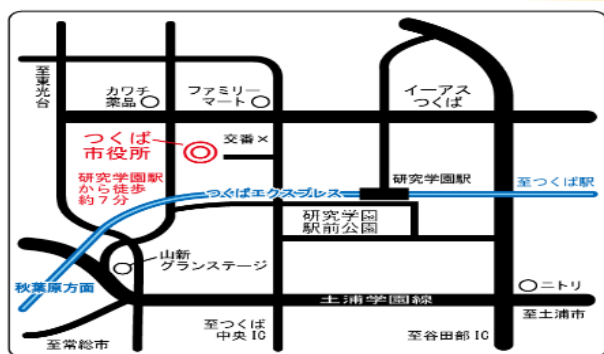 至東光台
カワチ
薬品
ファミリー
マート
イーアス
つくば
つくば
市役所
交番
研究学園駅
から徒歩
約7分
研究学園駅
至つくば駅
つくばエクスプレス
研究学園
駅前公園
山新
グランステージ
秋葉原方面
ニトリ
土浦学園線
至土浦市
至つくば
中央IC
至谷田部IC
至常総市